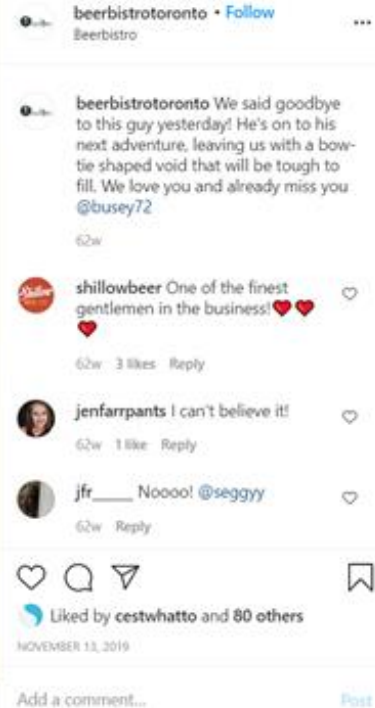 beerbistrotoronto • Follow
Beerbistro
beerbistrotoronto We said goodbye
to this guy yesterday! He's on to his
next adventure, leaving us with a bow-
tie shaped void that will be tough to
fill. We love you and already miss you
@busey72
62w
shillowbeer One of the finest
gentlemen in the business!❤❤
❤
62w 3 likes Reply
jenfarrpants I can't believe it!
62w 1 like Reply
jfr_____ Noooo! @seggyy
62w Reply
Liked by cestwhatto and 80 others
NOVEMBER 13, 2019
Add a comment... Post